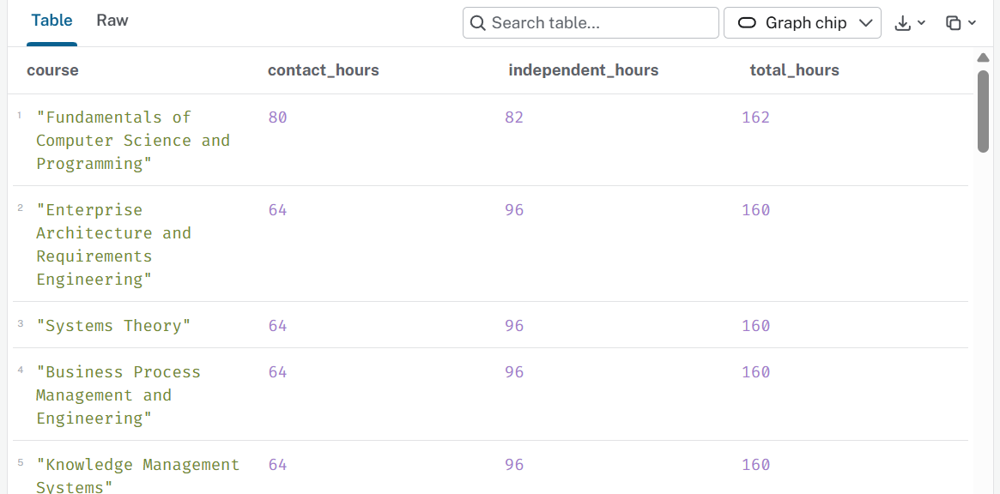 Table Raw Search table... Graph chip
course contact_hours independent_hours total_hours
1 "Fundamentals of 80 82 162
Computer Science and
Programming"
2 "Enterprise 64 96 160
Architecture and
Requirements
Engineering"
3 "Systems Theory" 64 96 160
4 "Business Process 64 96 160
Management and
Engineering"
5 "Knowledge Management 64 96 160
Systems"